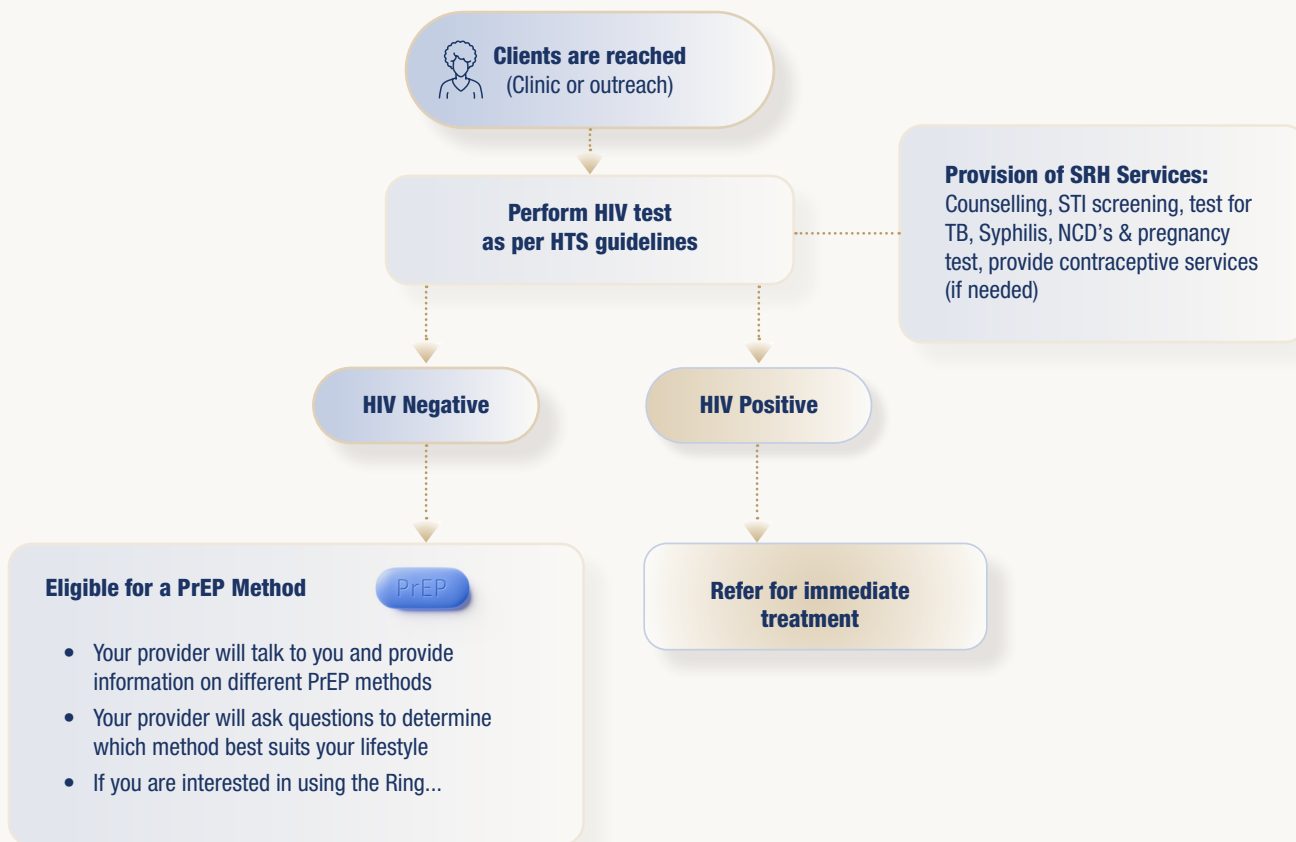 Clients are reached
(Clinic or outreach)
Perform HIV test
as per HTS guidelines
Provision of SRH Services:
Counselling, STI screening, test for
TB, Syphilis, NCD's & pregnancy
test, provide contraceptive services
(if needed)
HIV Negative
HIV Positive
Eligible for a PrEP Method
PrEP
• Your provider will talk to you and provide
information on different PrEP methods
• Your provider will ask questions to determine
which method best suits your lifestyle
• If you are interested in using the Ring...
Refer for immediate
treatment